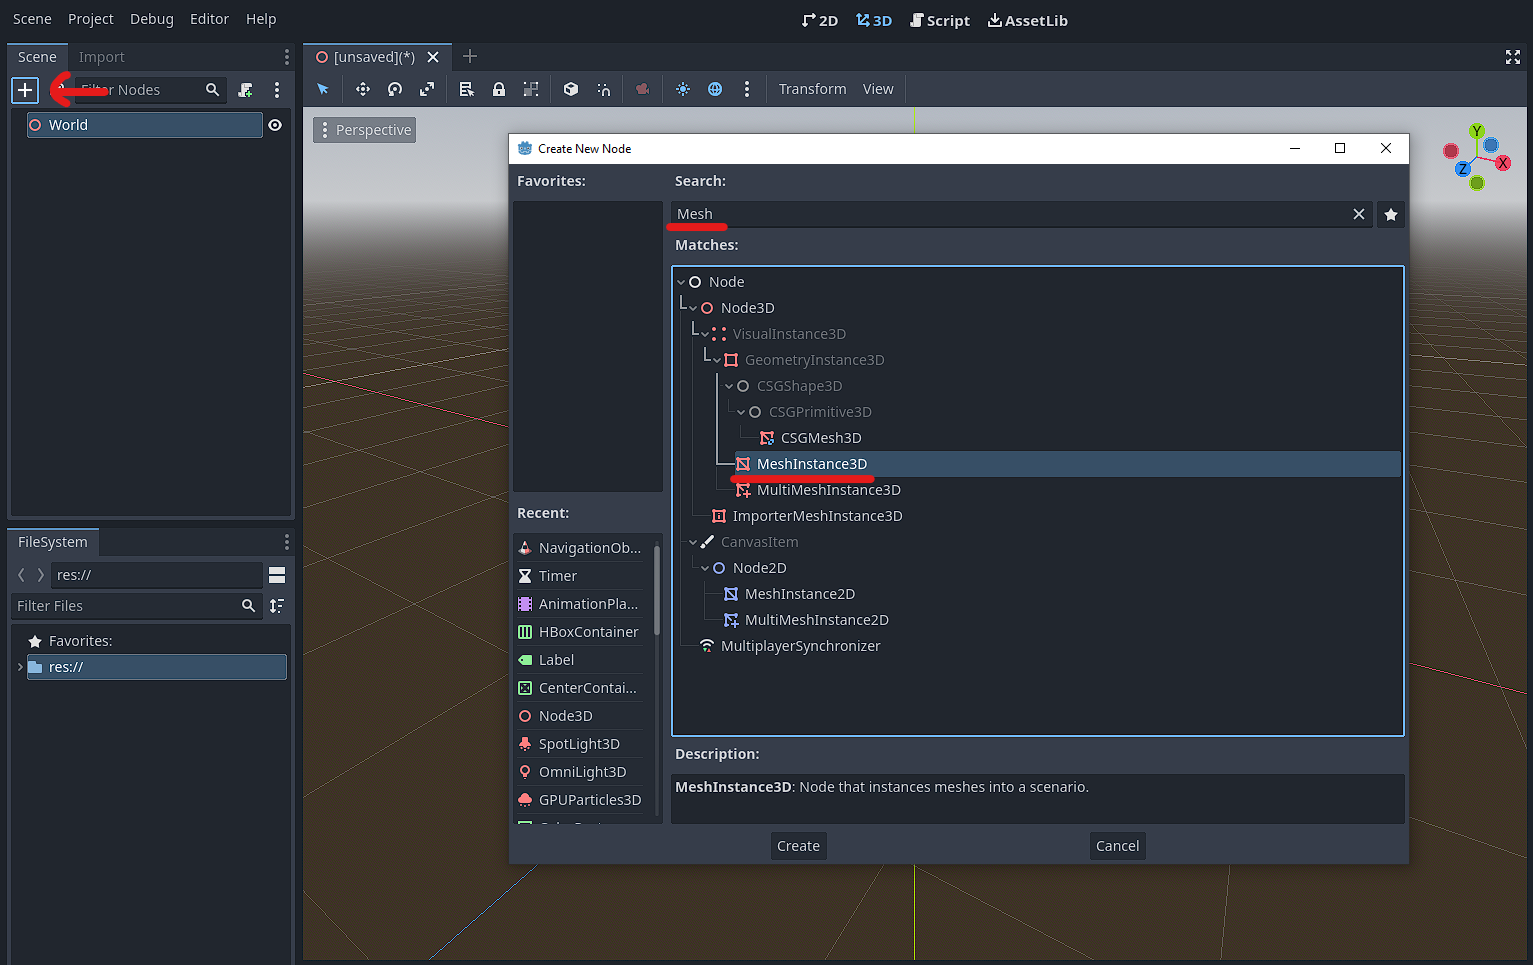 Scene Project Debug Editor Help
2D 3D Script AssetLib
Scene Import
[unsaved](*)
Filter Nodes
Transform View
World
Perspective
Y
X
Z
Create New Node
Favorites:
Search:
Mesh
Matches:
Node
Node3D
VisualInstance3D
GeometryInstance3D
CSGShape3D
CSGPrimitive3D
CSGMesh3D
MeshInstance3D
MultiMeshInstance3D
ImporterMeshInstance3D
CanvasItem
Node2D
MeshInstance2D
MultiMeshInstance2D
MultiplayerSynchronizer
Recent:
NavigationOb...
Timer
AnimationPla...
HBoxContainer
Label
CenterContai...
Node3D
SpotLight3D
OmniLight3D
GPUParticles3D
Description:
MeshInstance3D: Node that instances meshes into a scenario.
Create Cancel
FileSystem
res://
Filter Files
Favorites:
res://